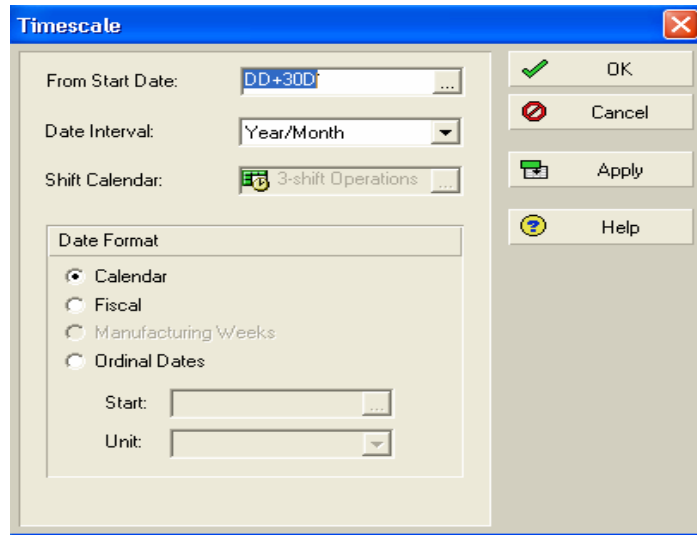 Timescale
From Start Date: DD+30D ...
OK
Date Interval: Year/Month
Cancel
Shift Calendar: 3-shift Operations ...
Apply
Date Format
Help
Calendar
Fiscal
Manufacturing Weeks
Ordinal Dates
Start: ...
Unit: